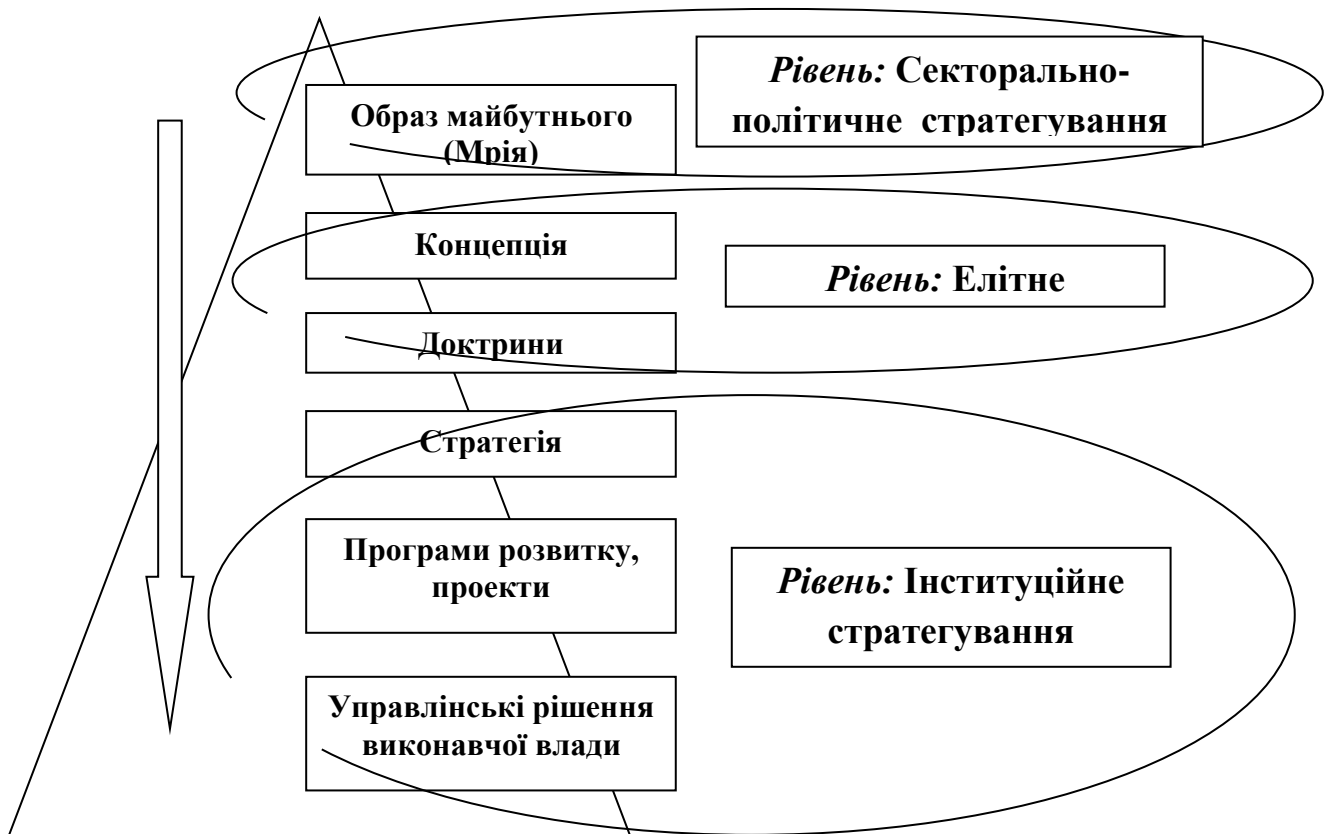 Рівень: Секторально-
політичне стратегування
Образ майбутнього
(Мрія)
Концепція
Рівень: Елітне
Доктрини
Стратегія
Програми розвитку,
проекти
Рівень: Інституційне
стратегування
Управлінські рішення
виконавчої влади